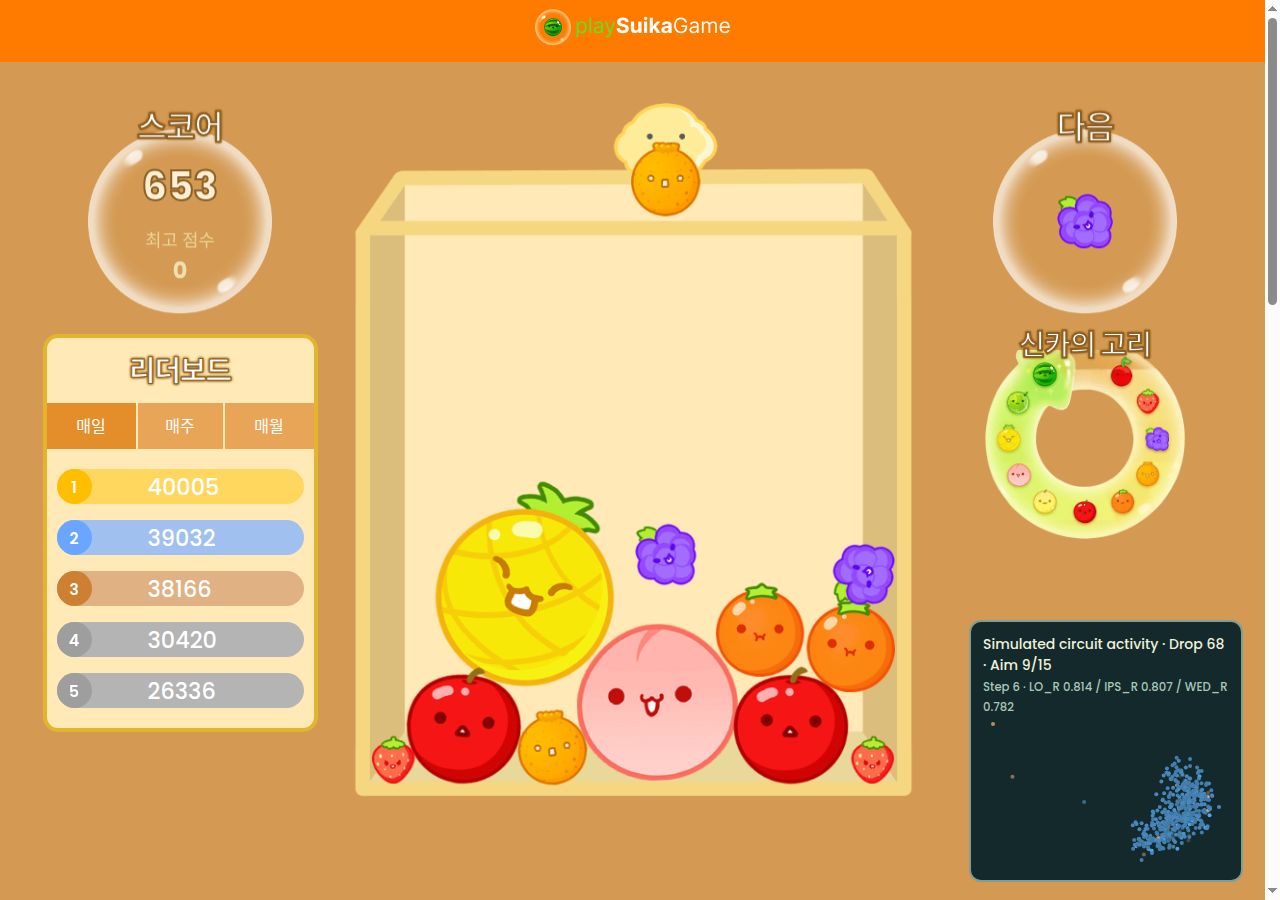 playSuikaGame
스코어
653
최고 점수
0
다음
신카의 고리
리더보드
매일 매주 매월
1 40005
2 39032
3 38166
4 30420
5 26336
Simulated circuit activity · Drop 68
· Aim 9/15
Step 6 · LO_R 0.814 / IPS_R 0.807 / WED_R
0.782